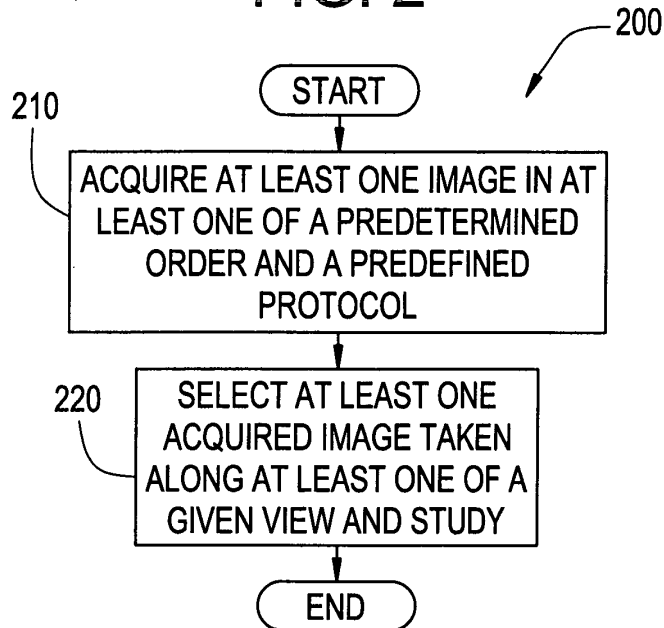 FIG. 2
200
START
210
ACQUIRE AT LEAST ONE IMAGE IN AT
LEAST ONE OF A PREDETERMINED
ORDER AND A PREDEFINED
PROTOCOL
220
SELECT AT LEAST ONE
ACQUIRED IMAGE TAKEN
ALONG AT LEAST ONE OF A
GIVEN VIEW AND STUDY
END